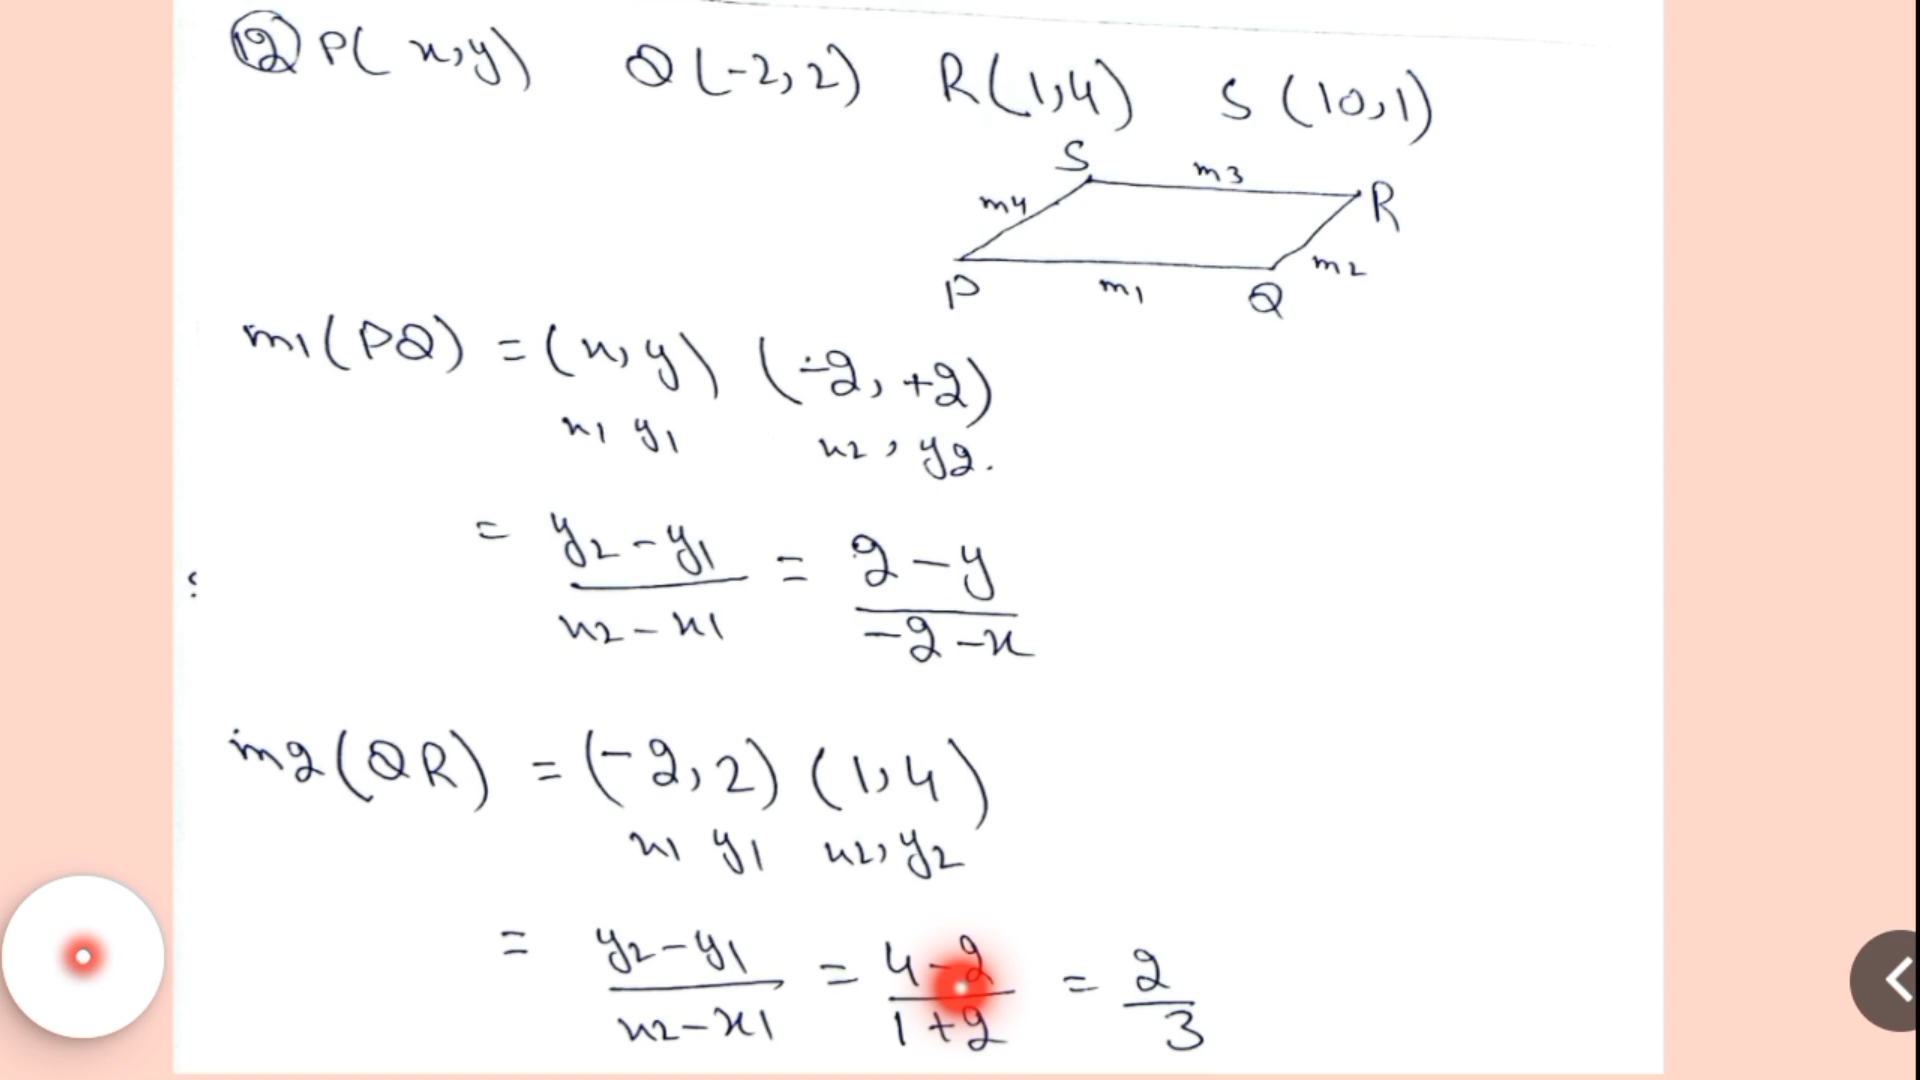 12 P(x,y) Q(-2,2) R(1,4) S(10,1)
S m3 R
m4 m2
P m1 Q
m1(PQ) = (x,y) (-2,+2)
x1 y1 x2, y2.
= y2-y1/x2-x1 = 2-y/-2-x
m2(QR) = (-2,2) (1,4)
x1 y1 x2, y2
= y2-y1/x2-x1 = 4-2/1+2 = 2/3